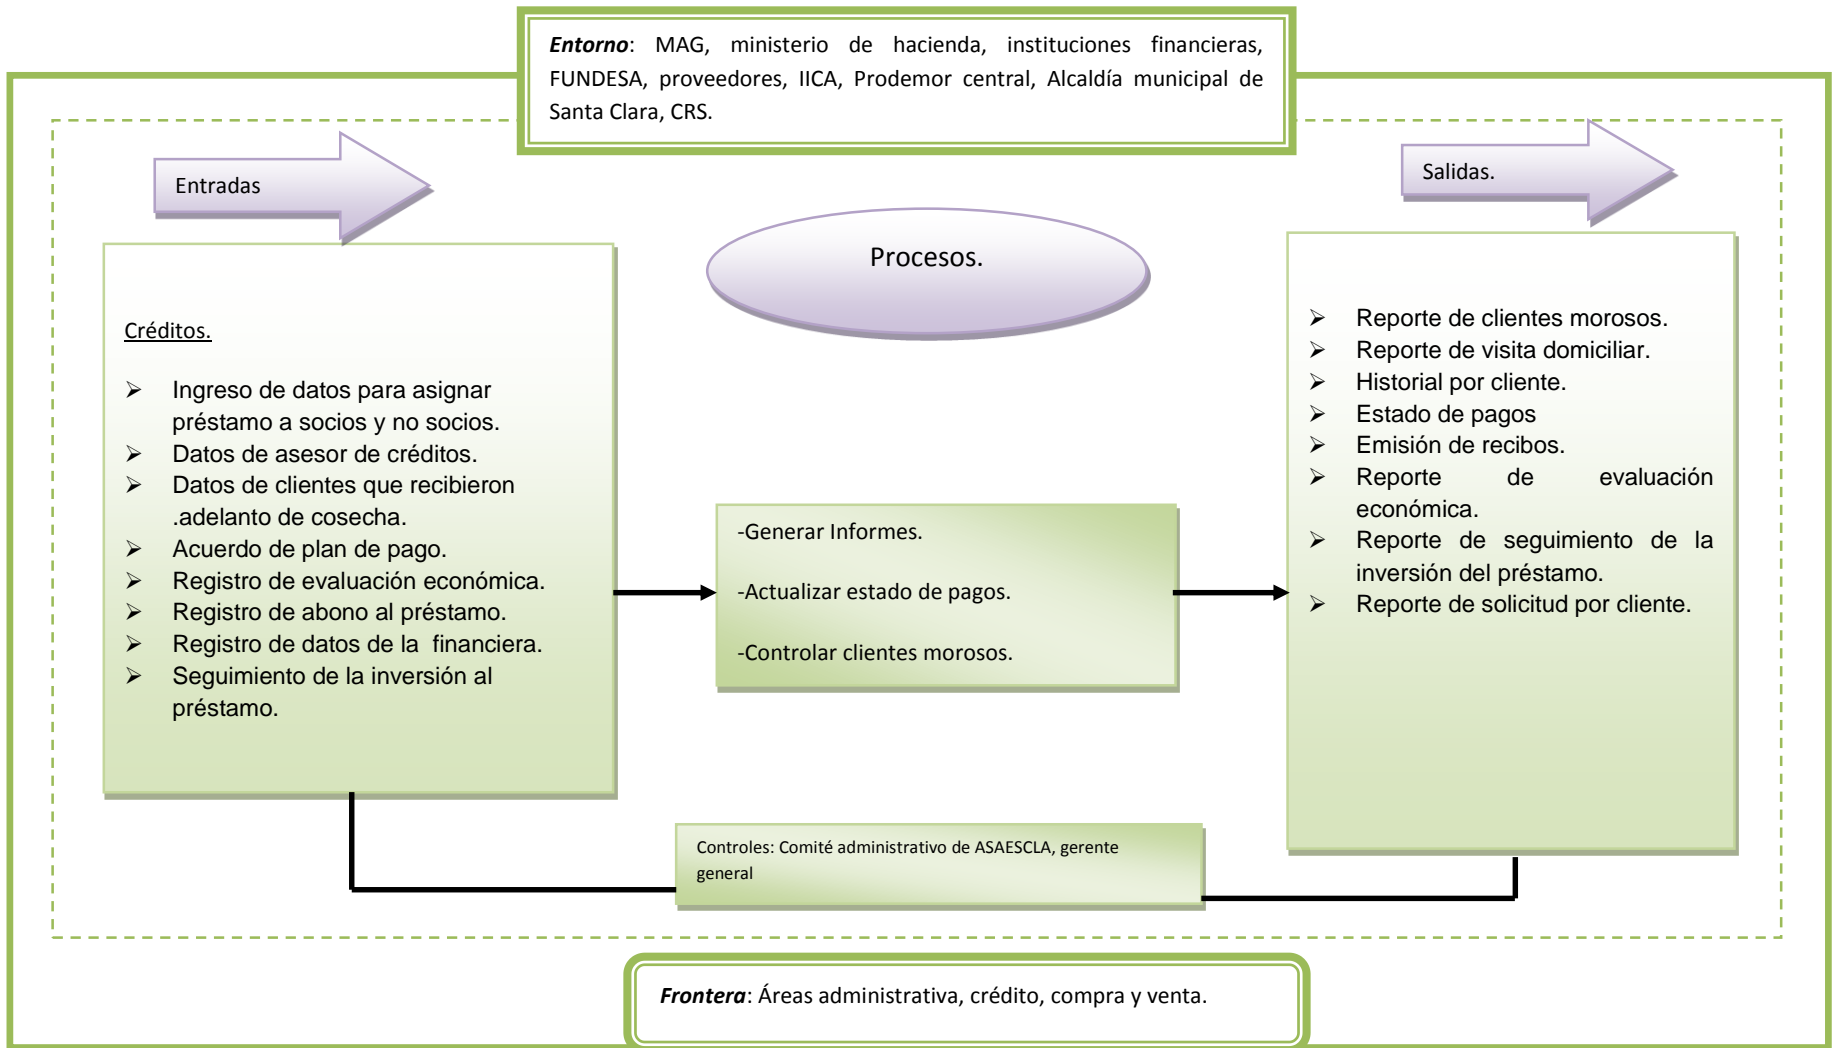 Entorno: MAG, ministerio de hacienda, instituciones financieras,
FUNDESA, proveedores, IICA, Prodemor central, Alcaldía municipal de
Santa Clara, CRS.
Entradas
Procesos.
Salidas.
Créditos.
➢ Ingreso de datos para asignar
préstamo a socios y no socios.
➢ Datos de asesor de créditos.
➢ Datos de clientes que recibieron
.adelanto de cosecha.
➢ Acuerdo de plan de pago.
➢ Registro de evaluación económica.
➢ Registro de abono al préstamo.
➢ Registro de datos de la financiera.
➢ Seguimiento de la inversión al
préstamo.
-Generar Informes.
-Actualizar estado de pagos.
-Controlar clientes morosos.
➢ Reporte de clientes morosos.
➢ Reporte de visita domiciliar.
➢ Historial por cliente.
➢ Estado de pagos
➢ Emisión de recibos.
➢ Reporte de evaluación
económica.
➢ Reporte de seguimiento de la
inversión del préstamo.
➢ Reporte de solicitud por cliente.
Controles: Comité administrativo de ASAESCLA, gerente
general
Frontera: Áreas administrativa, crédito, compra y venta.